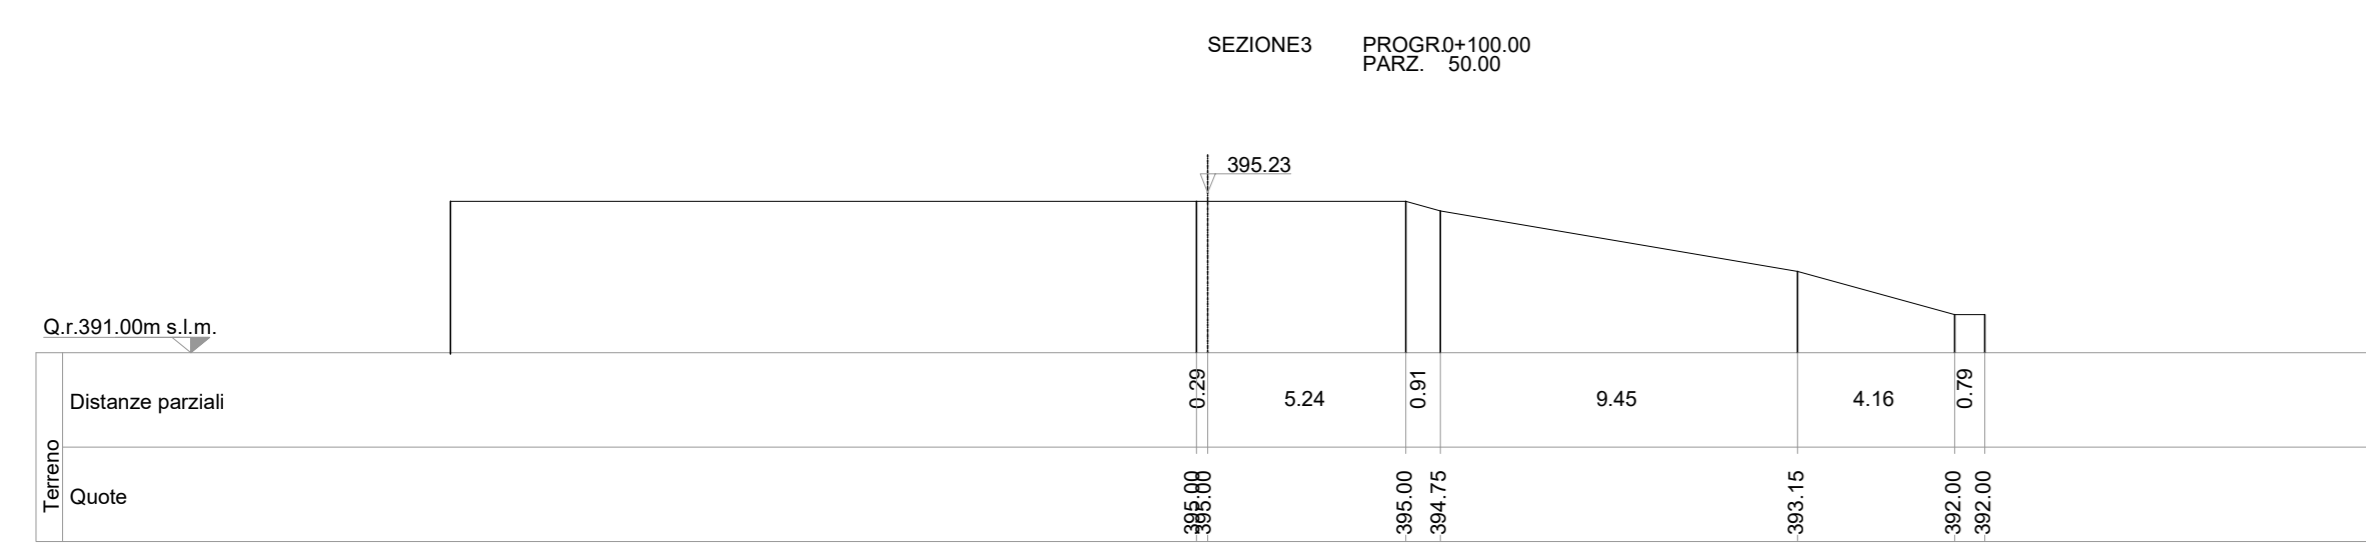 SEZIONE3 PROGR.0+100.00
PARZ. 50.00
395.23
Q.r.391.00m s.l.m.
Terreno
Distanze parziali 0.29 5.24 0.91 9.45 4.16 0.79
Quote 395.00 395.00 395.00 394.75 393.15 392.00 392.00